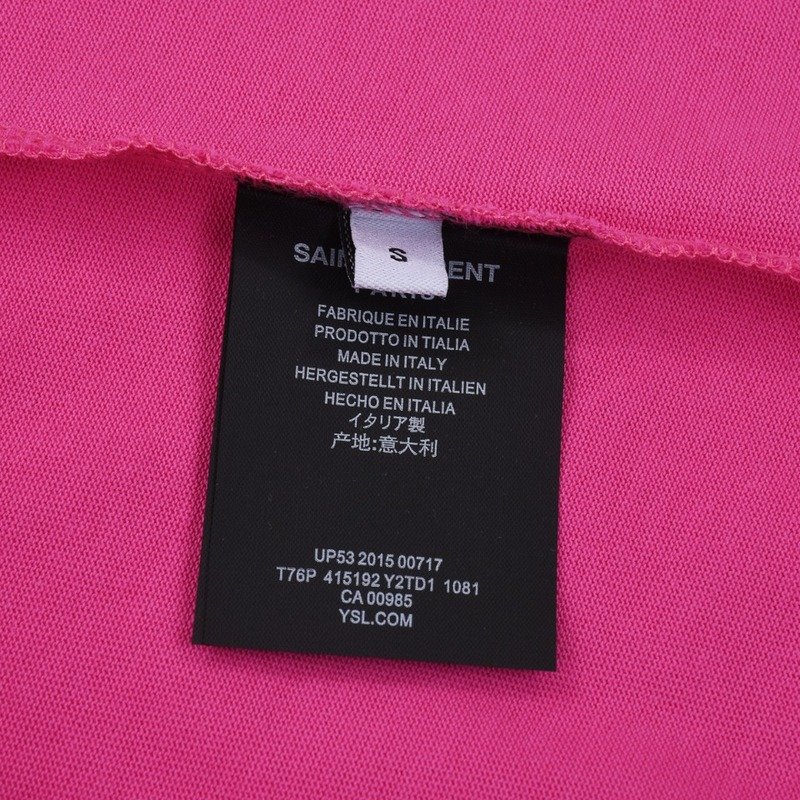 S
SAI ENT
PARIS
FABRIQUE EN ITALIE
PRODOTTO IN TIALIA
MADE IN ITALY
HERGESTELLT IN ITALIEN
HECHO EN ITALIA
イタリア製
产地:意大利
UP53 2015 00717
T76P 415192 Y2TD1 1081
CA 00985
YSL.COM